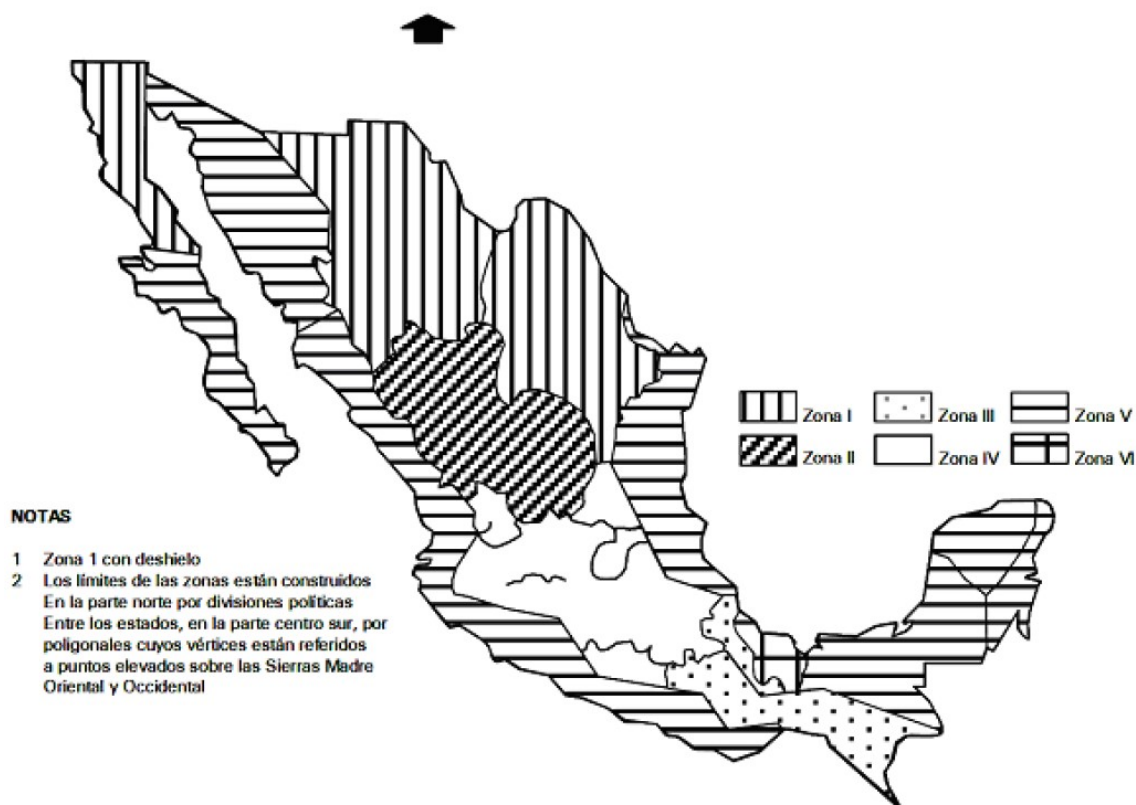 Zona I
Zona III
Zona V
Zona II
Zona IV
Zona VI
NOTAS
1 Zona 1 con deshielo
2 Los límites de las zonas están construidos
En la parte norte por divisiones políticas
Entre los estados, en la parte centro sur, por
poligonales cuyos vértices están referidos
a puntos elevados sobre las Sierras Madre
Oriental y Occidental